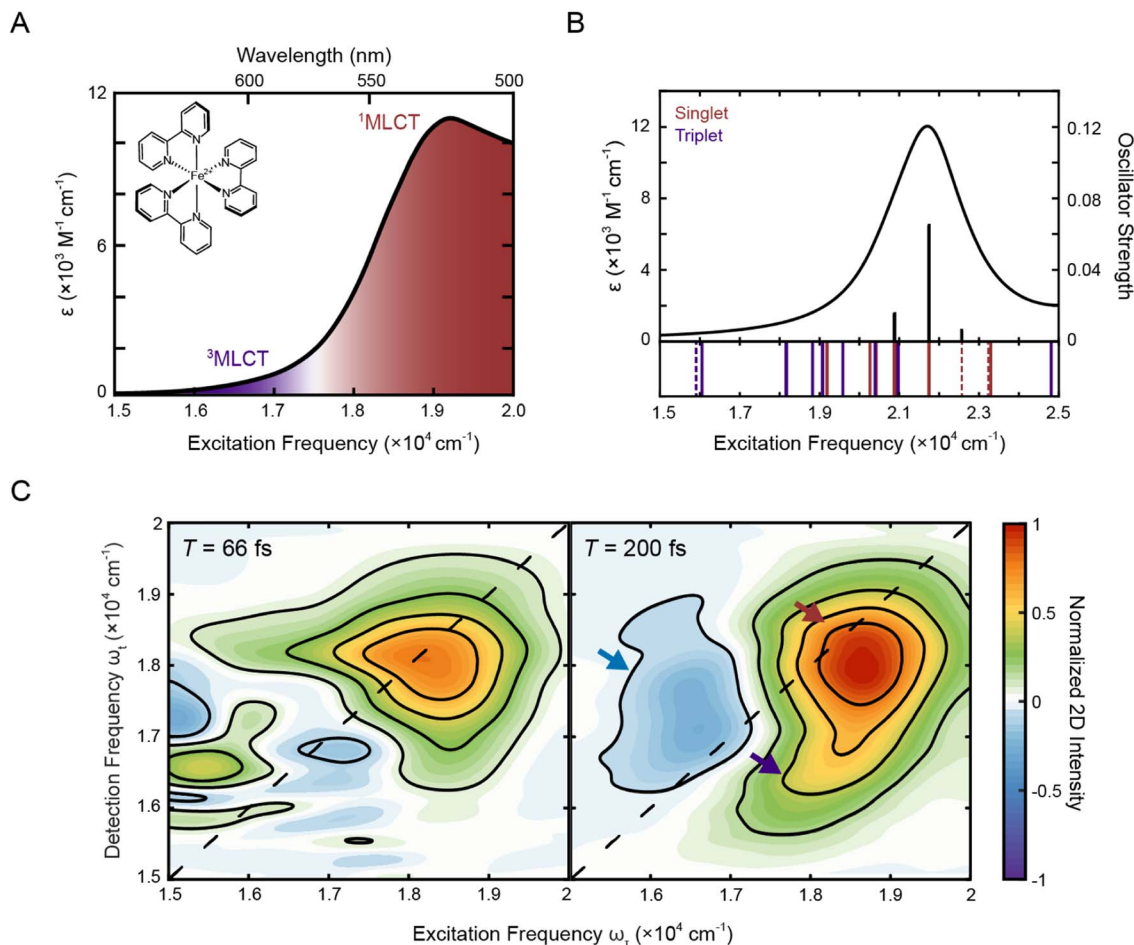 A
Wavelength (nm)
600 550 500
12
6
0
ε (×10³ M⁻¹ cm⁻¹)
¹MLCT
³MLCT
N
N
N
N
N
N
Fe²⁺
1.5 1.6 1.7 1.8 1.9 2.0
Excitation Frequency (×10⁴ cm⁻¹)
B
Singlet
Triplet
12
8
4
0
ε (×10³ M⁻¹ cm⁻¹)
0.12
0.08
0.04
0
Oscillator Strength
1.5 1.7 1.9 2.1 2.3 2.5
Excitation Frequency (×10⁴ cm⁻¹)
C
T = 66 fs
T = 200 fs
2
1.9
1.8
1.7
1.6
1.5
Detection Frequency ωt (×10⁴ cm⁻¹)
1.5 1.6 1.7 1.8 1.9 2 1.6 1.7 1.8 1.9 2
Excitation Frequency ωτ (×10⁴ cm⁻¹)
1
0.5
0
-0.5
-1
Normalized 2D Intensity